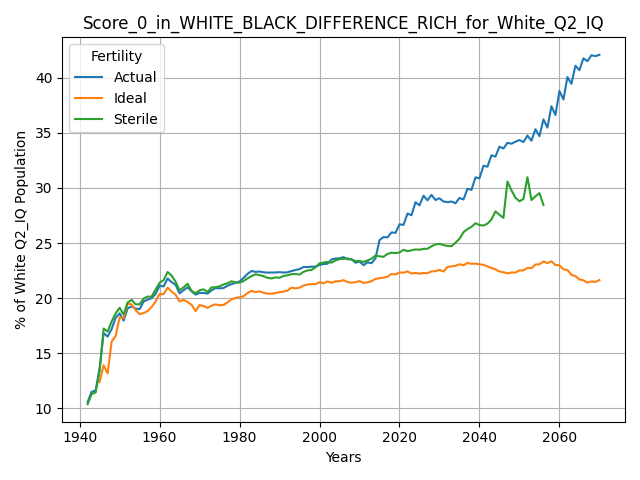 Score_0_in_WHITE_BLACK_DIFFERENCE_RICH_for_White_Q2_IQ
Fertility
Actual
Ideal
Sterile
% of White Q2_IQ Population
40
35
30
25
20
15
10
1940
1960
1980
2000
2020
2040
2060
Years